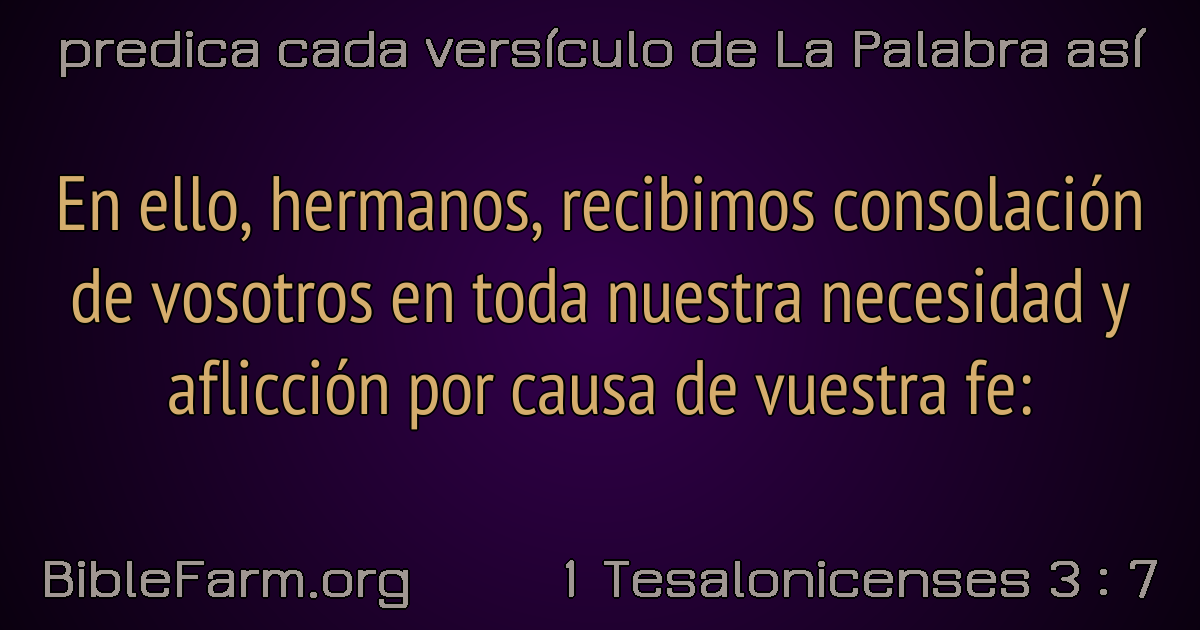 predica cada versículo de La Palabra así
En ello, hermanos, recibimos consolación
de vosotros en toda nuestra necesidad y
aflicción por causa de vuestra fe:
BibleFarm.org 1 Tesalonicenses 3 : 7